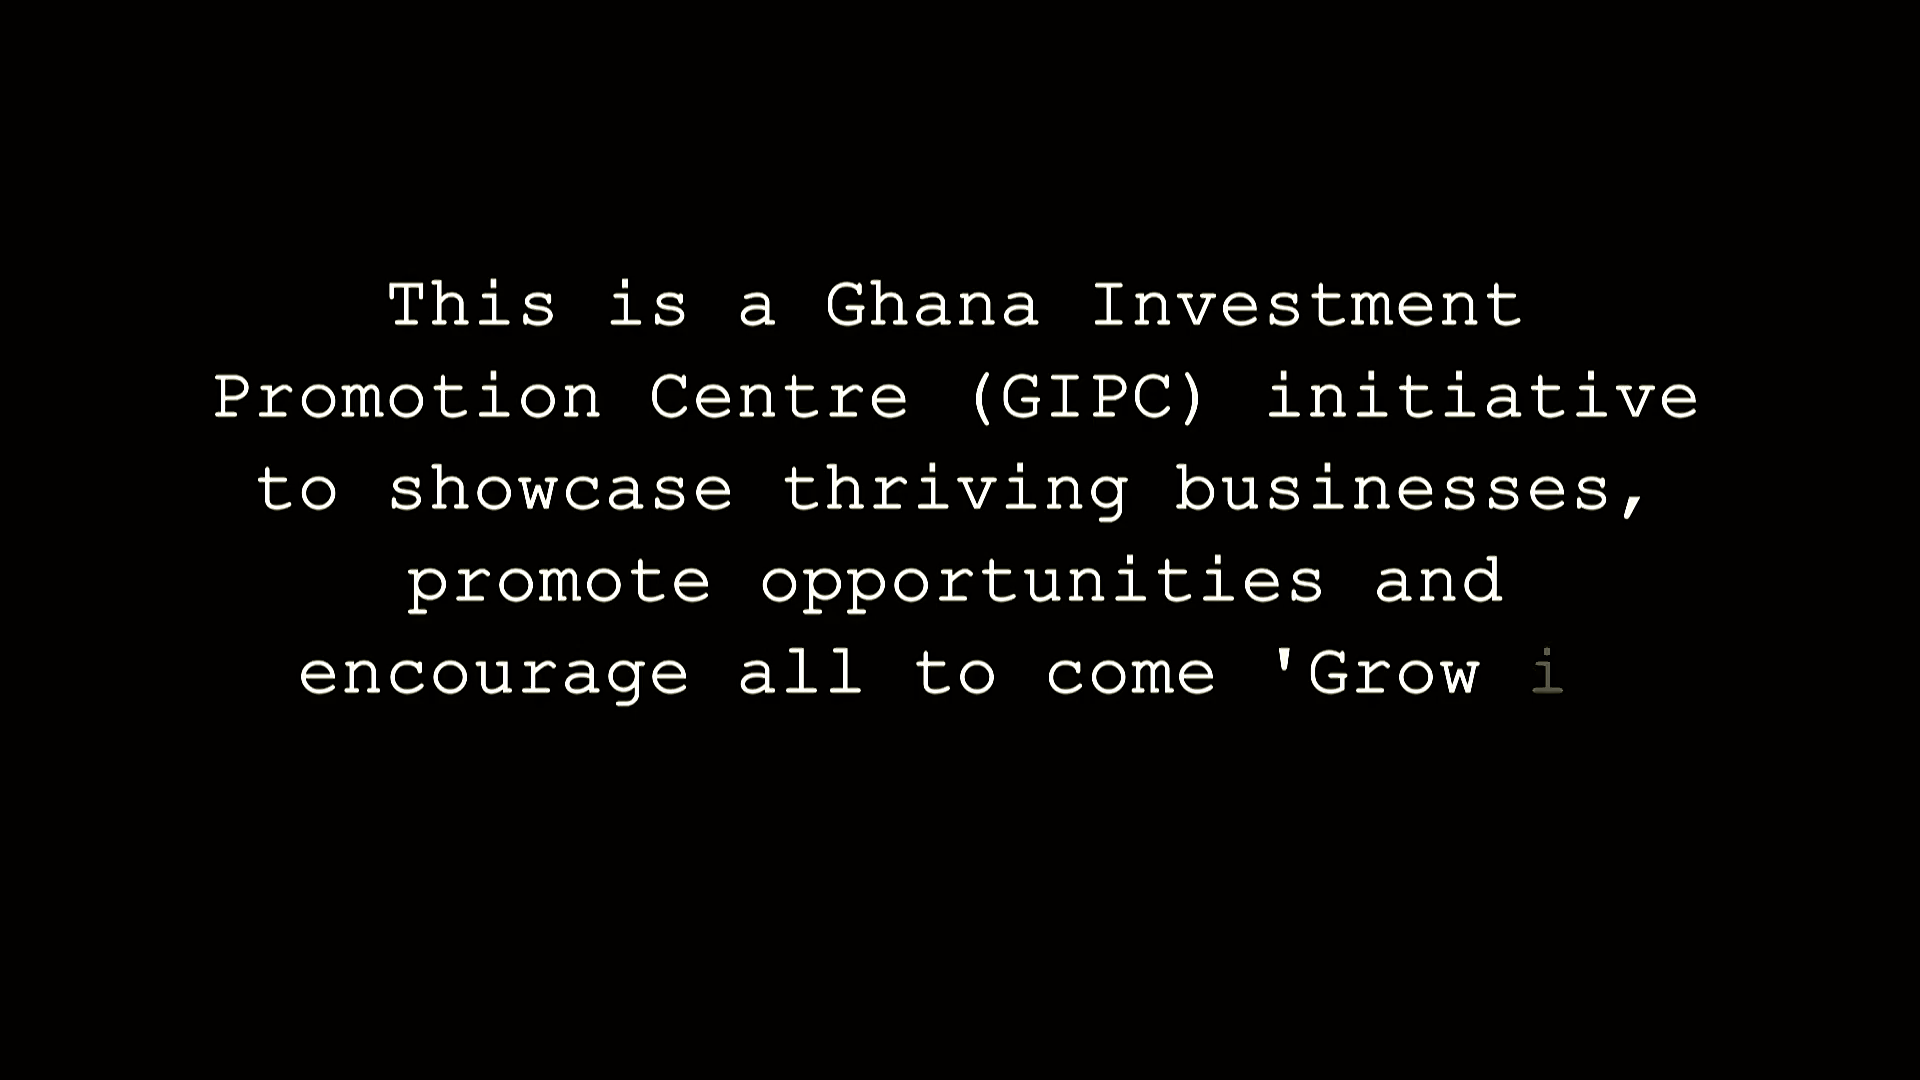 This is a Ghana Investment
Promotion Centre (GIPC) initiative
to showcase thriving businesses,
promote opportunities and
encourage all to come 'Grow i